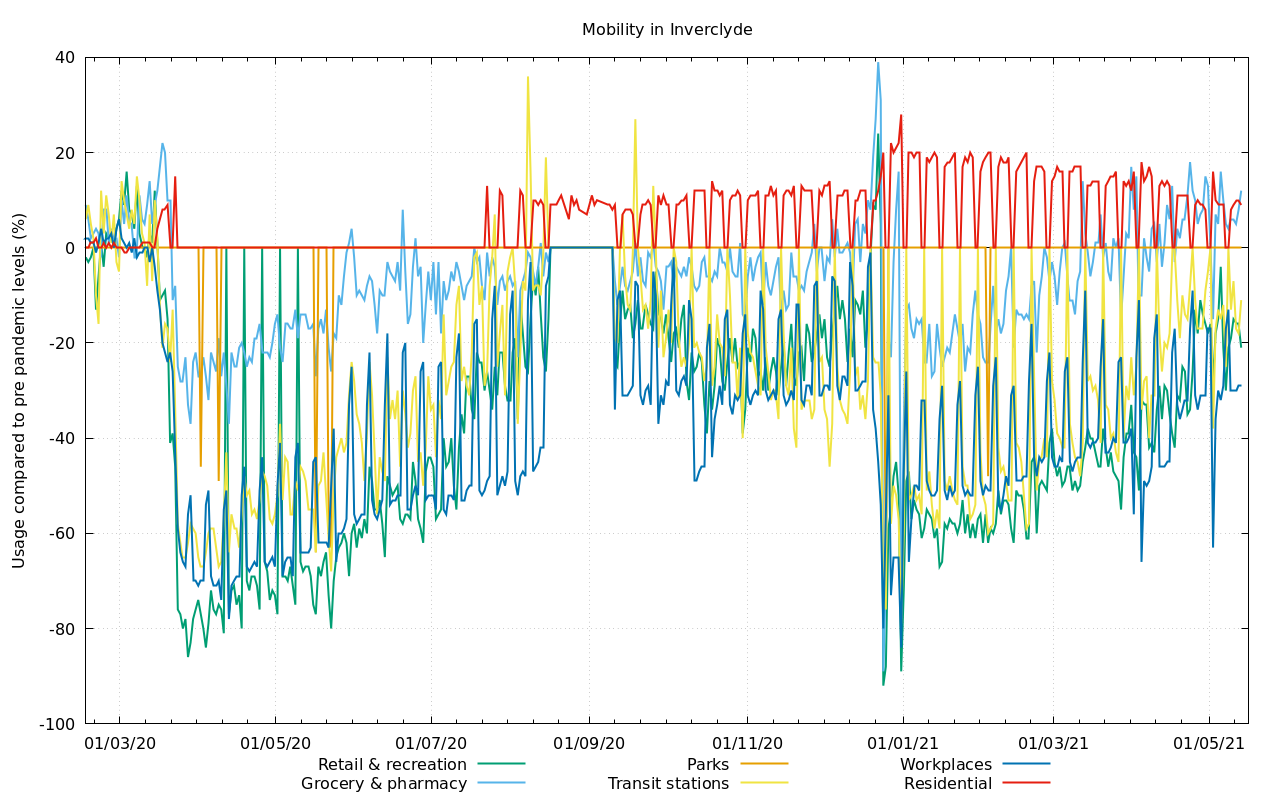 Mobility in Inverclyde
Usage compared to pre pandemic levels (%)
40
20
0
-20
-40
-60
-80
-100
01/03/20 01/05/20 01/07/20 01/09/20 01/11/20 01/01/21 01/03/21 01/05/21
Retail & recreation Parks Workplaces
Grocery & pharmacy Transit stations Residential